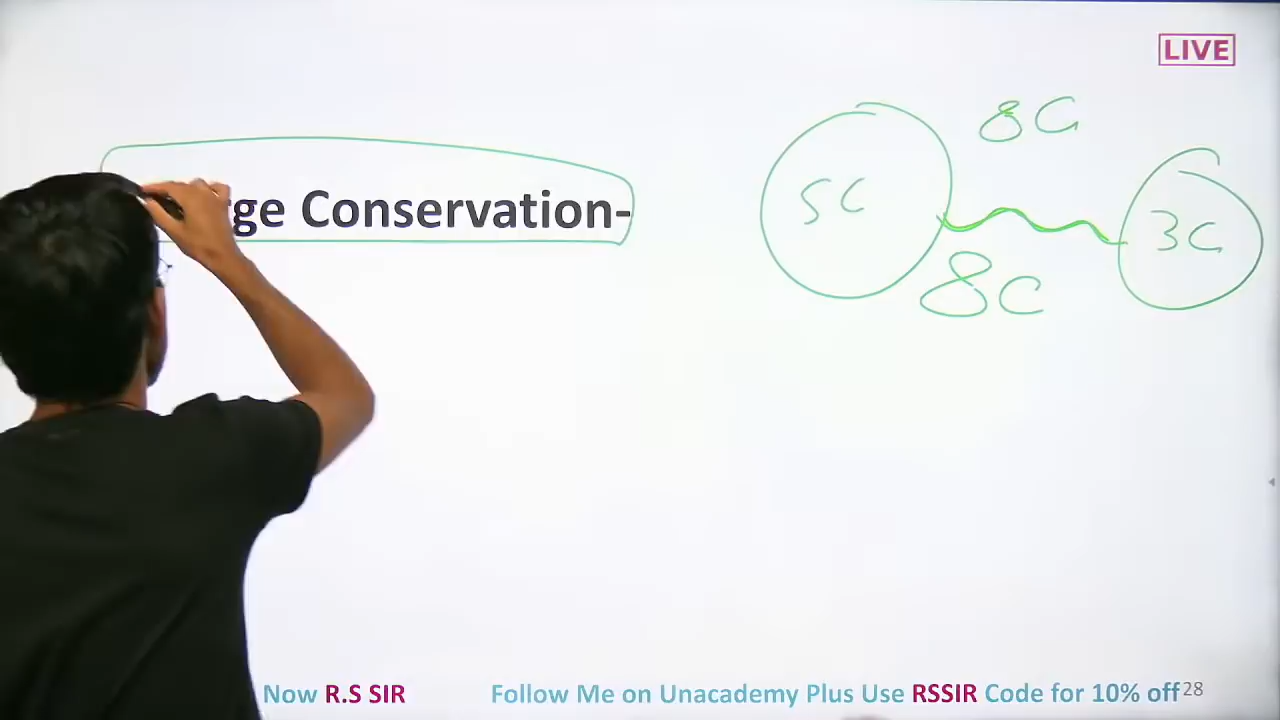 LIVE
8C
rge Conservation-
5C
3C
8C
Now R.S SIR
Follow Me on Unacademy Plus Use RSSIR Code for 10% off
28